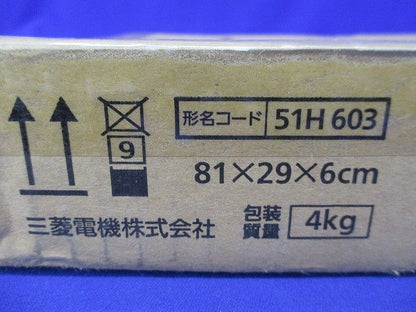 形名コード 51H 603
9
81×29×6cm
三菱電機株式会社
包装
質量 4kg